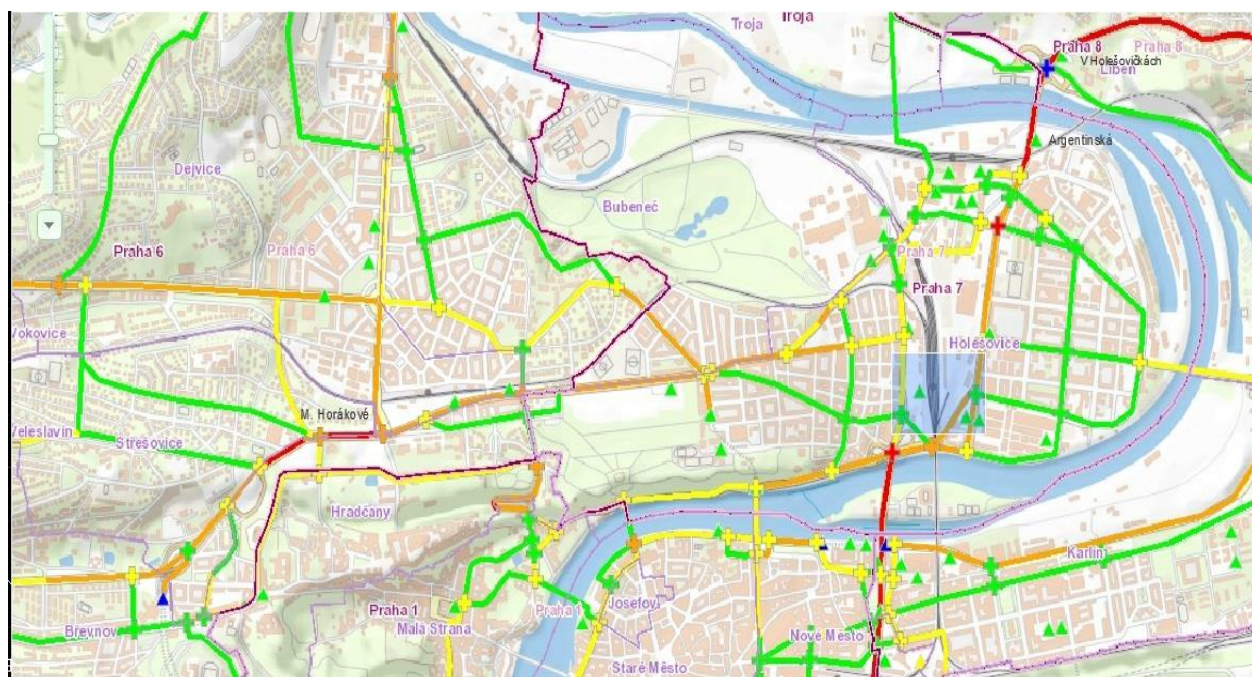 Troja
Troja
Praha 8
Praha 8
V Holešovičkách
Libeň
Argentinská
Dejvice
Bubeneč
Praha 6
Praha 6
Praha 7
Praha 7
Vokovice
Holešovice
M. Horákové
Veleslavín
Střešovice
Hradčany
Karlín
Břevnov
Praha 1
Malá Strana
Praha 1
Josefov
Nové Město
Staré Město